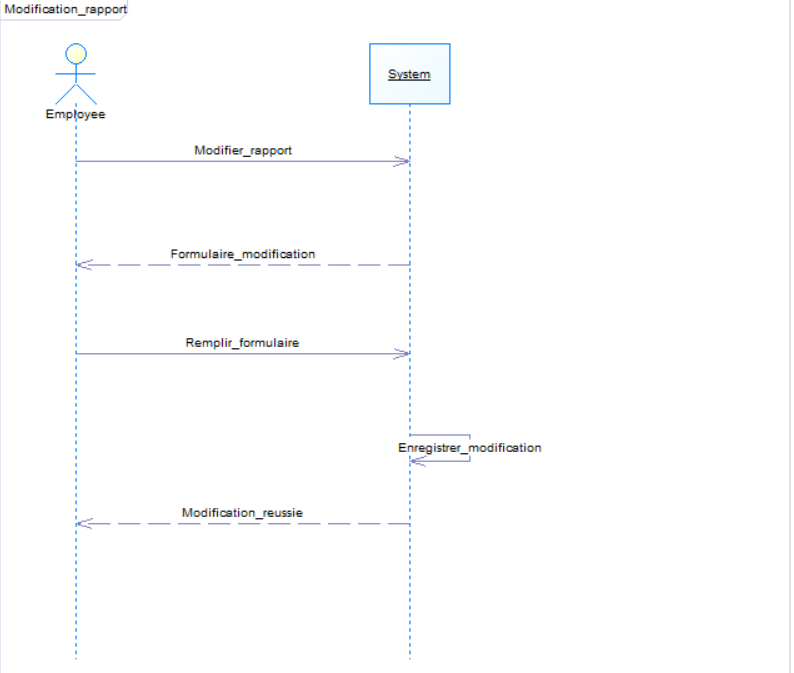 Modification_rapport
System
Employee
Modifier_rapport
Formulaire_modification
Remplir_formulaire
Enregistrer_modification
Modification_reussie